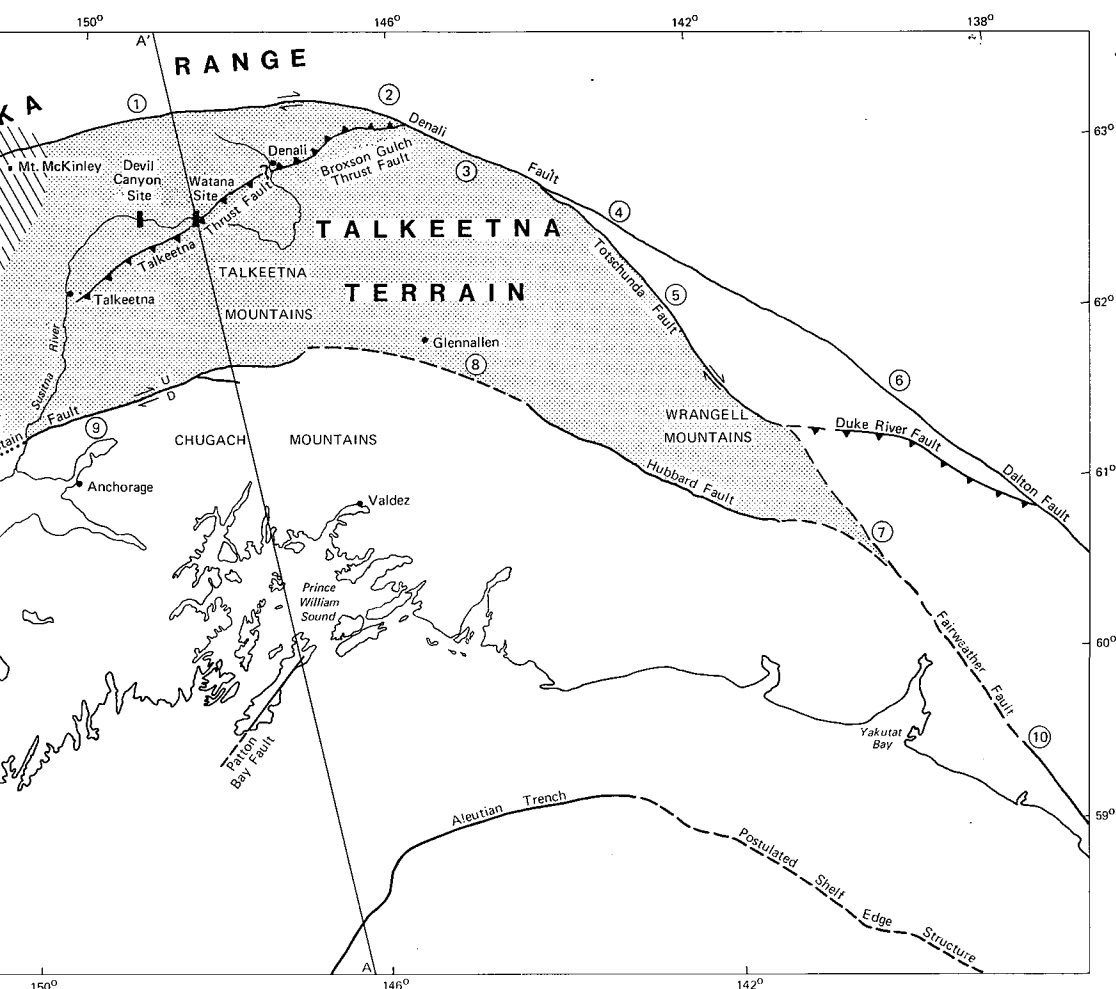 150°
146°
142°
138°
A'
RANGE
KA
1
2
Denali
63°
Mt. McKinley
Devil
Canyon
Site
Watana
Site
Denali
Broxson Gulch
Thrust Fault
3
Fault
4
Talkeetna Thrust Fault
TALKEETNA
TERRAIN
Totschunda Fault
5
TALKEETNA
MOUNTAINS
Talkeetna
62°
Susitna River
Glennallen
8
6
U
D
tain Fault
9
WRANGELL
MOUNTAINS
Duke River Fault
CHUGACH MOUNTAINS
Hubbard Fault
Dalton Fault
61°
Anchorage
Valdez
7
Prince
William
Sound
60°
Fairweather Fault
Yakutat
Bay
10
Patton
Bay Fault
Aleutian Trench
59°
Postulated Shelf Edge Structure
A
150°
146°
142°